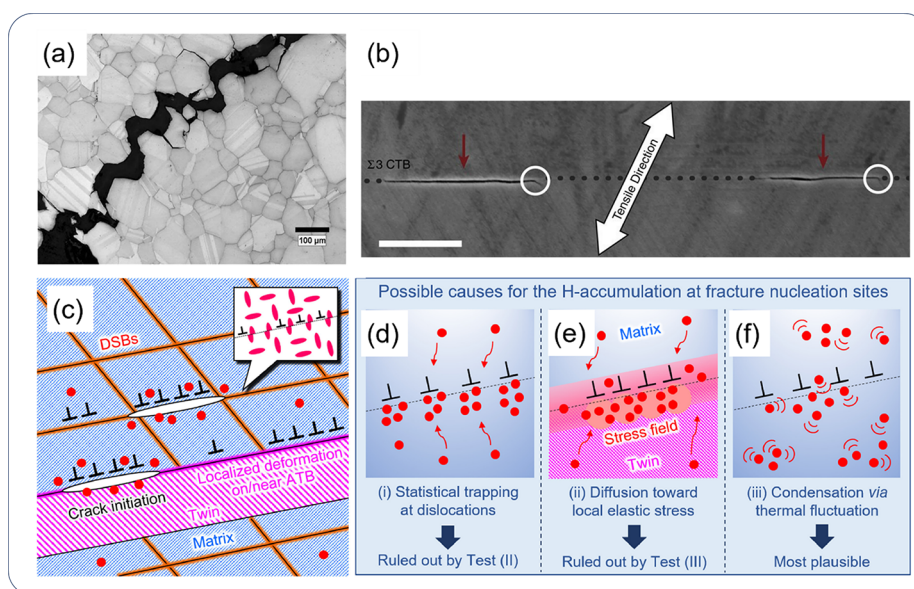 (a)
100 μm
(b)
Σ3 CTB
Tensile Direction
(c)
DSBs
Localized deformation
on/near ATB
Crack initiation
Twin
Matrix
Possible causes for the H-accumulation at fracture nucleation sites
(d)
(i) Statistical trapping
at dislocations
Ruled out by Test (II)
(e)
Matrix
Stress field
Twin
(ii) Diffusion toward
local elastic stress
Ruled out by Test (III)
(f)
(iii) Condensation via
thermal fluctuation
Most plausible